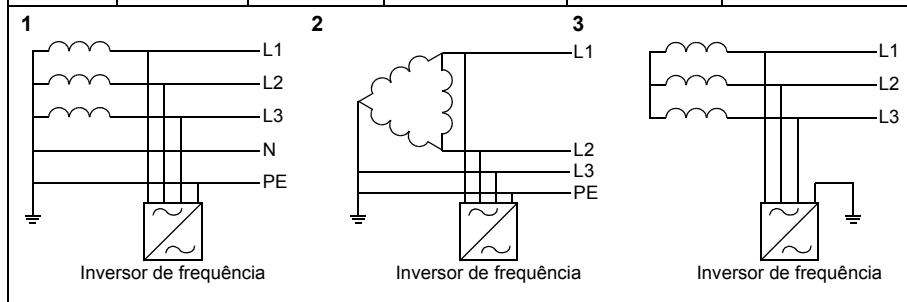 1
L1
L2
L3
N
PE
Inversor de frequência
2
L1
L2
L3
PE
Inversor de frequência
3
L1
L2
L3
Inversor de frequência